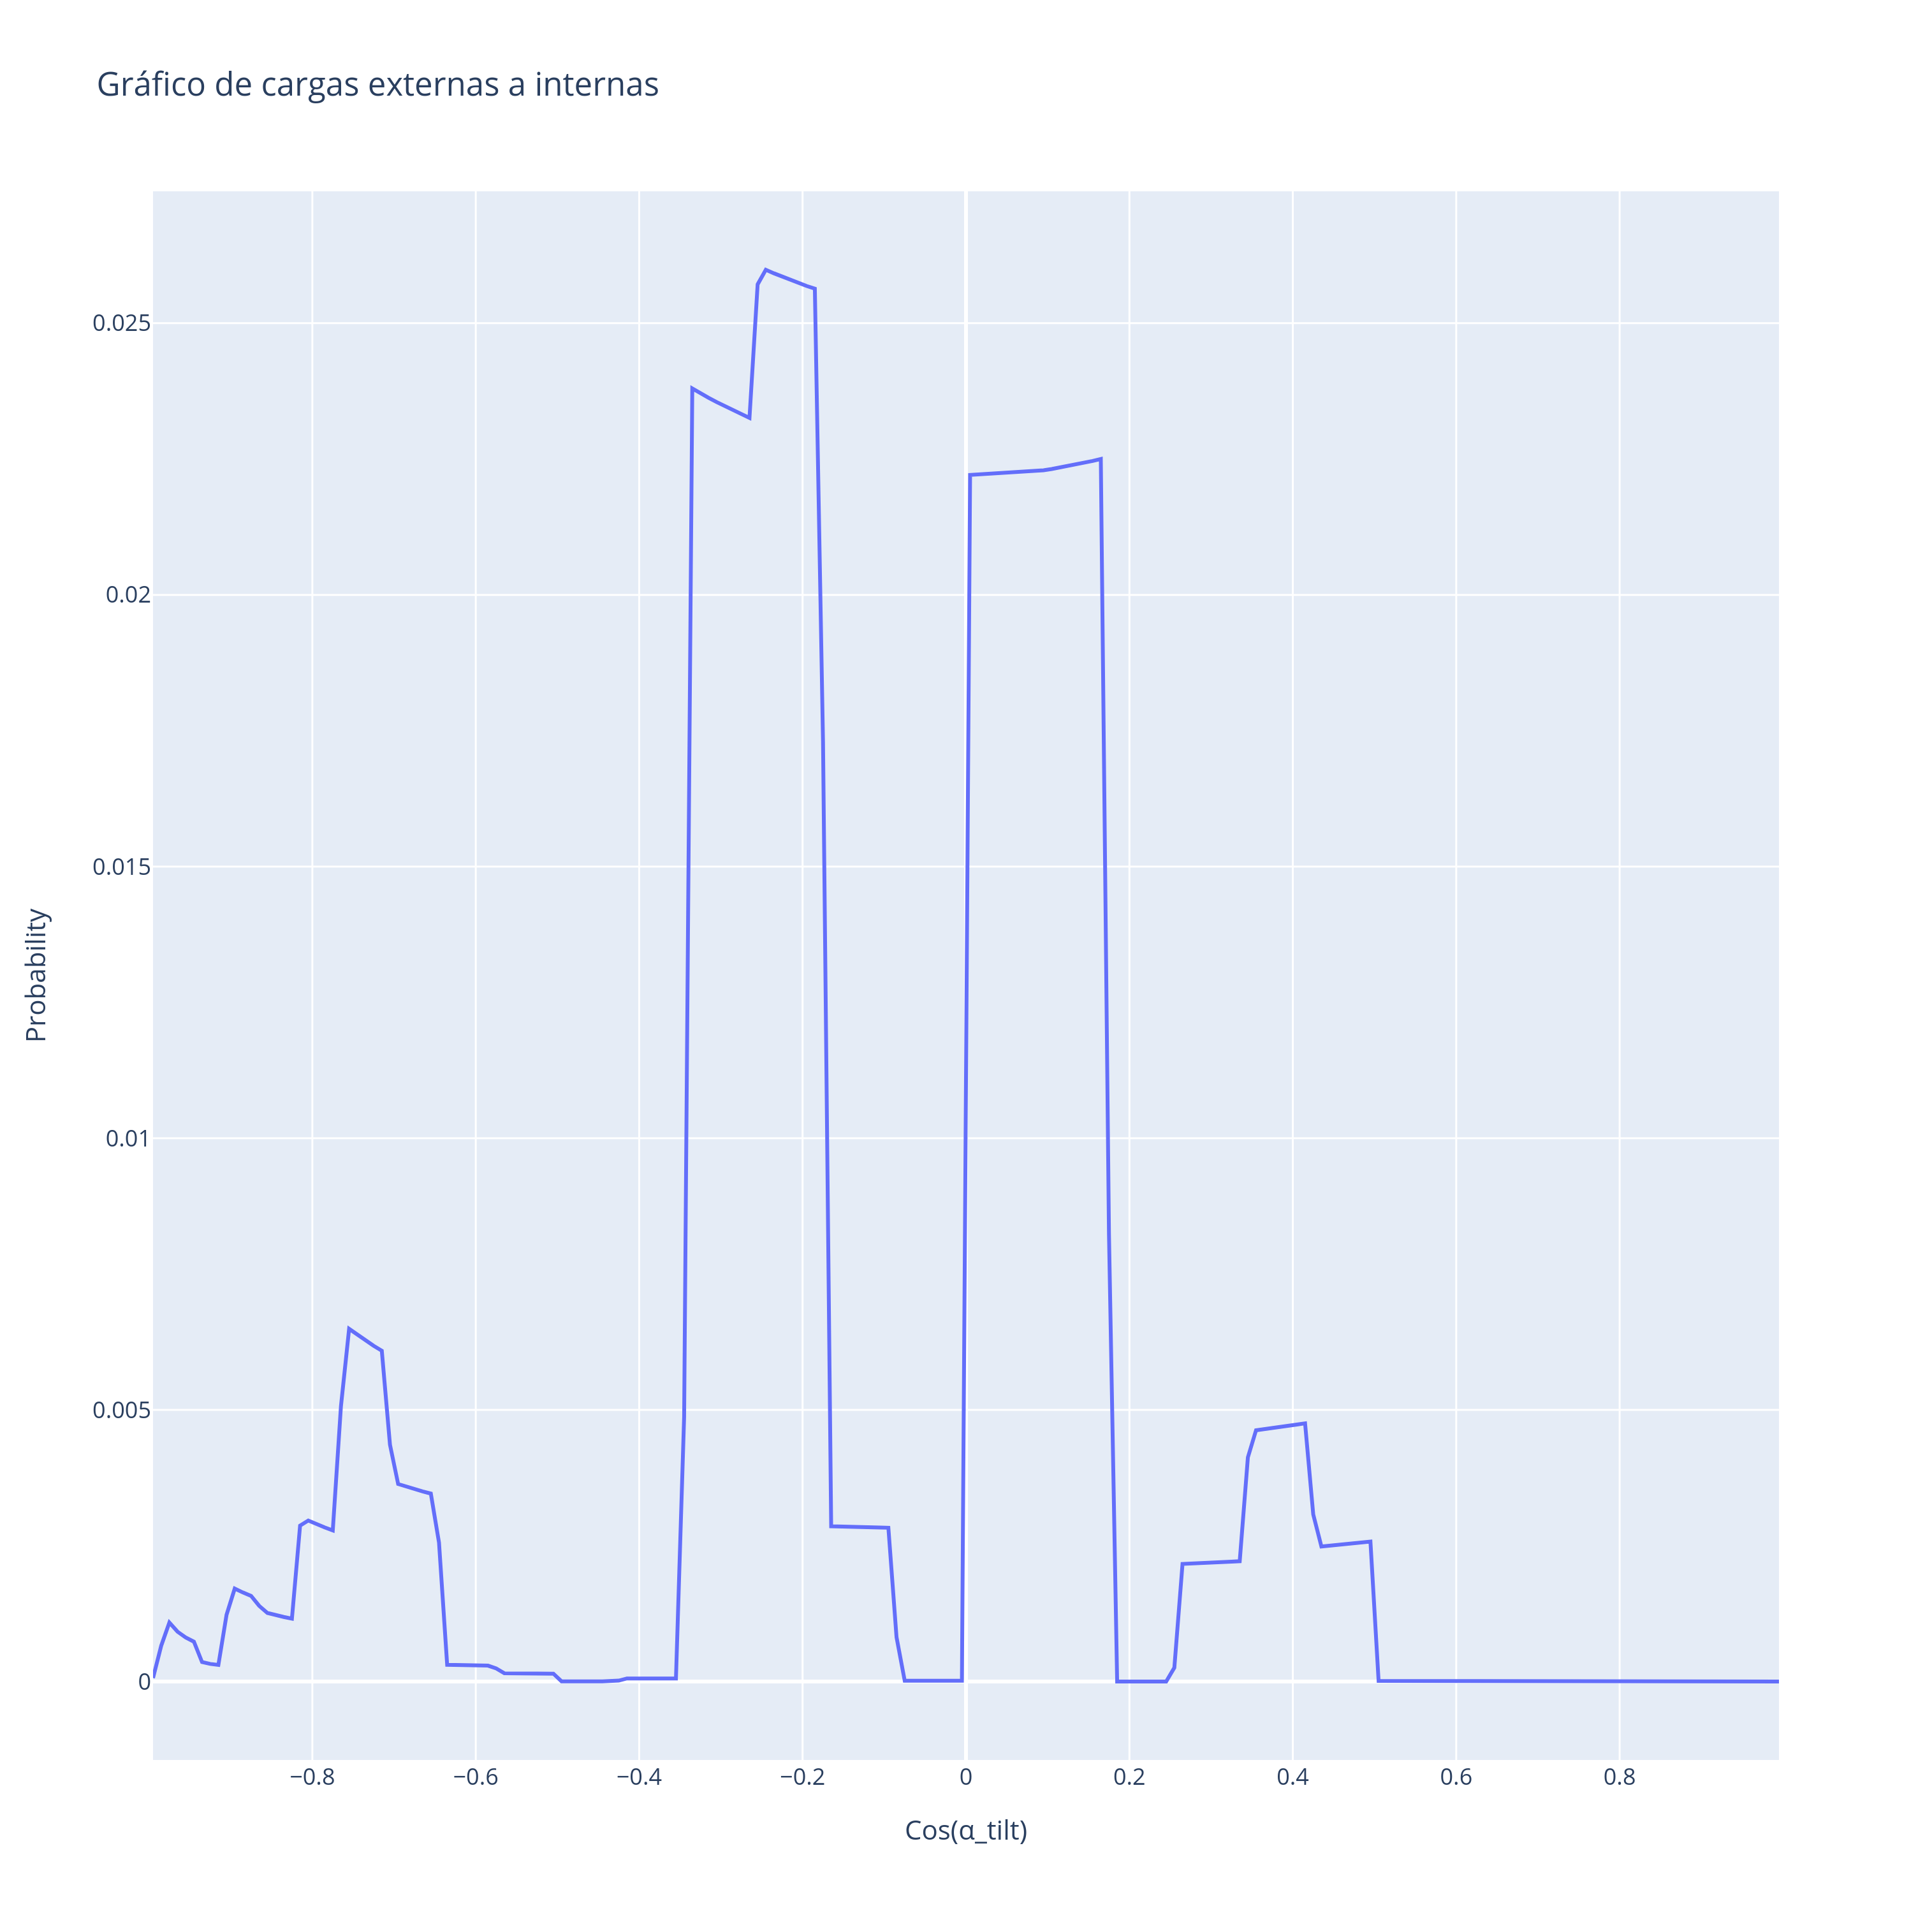 Gráfico de cargas externas a internas
0.025
0.02
0.015
0.01
0.005
0
Probability
−0.8 −0.6 −0.4 −0.2 0 0.2 0.4 0.6 0.8
Cos(α_tilt)